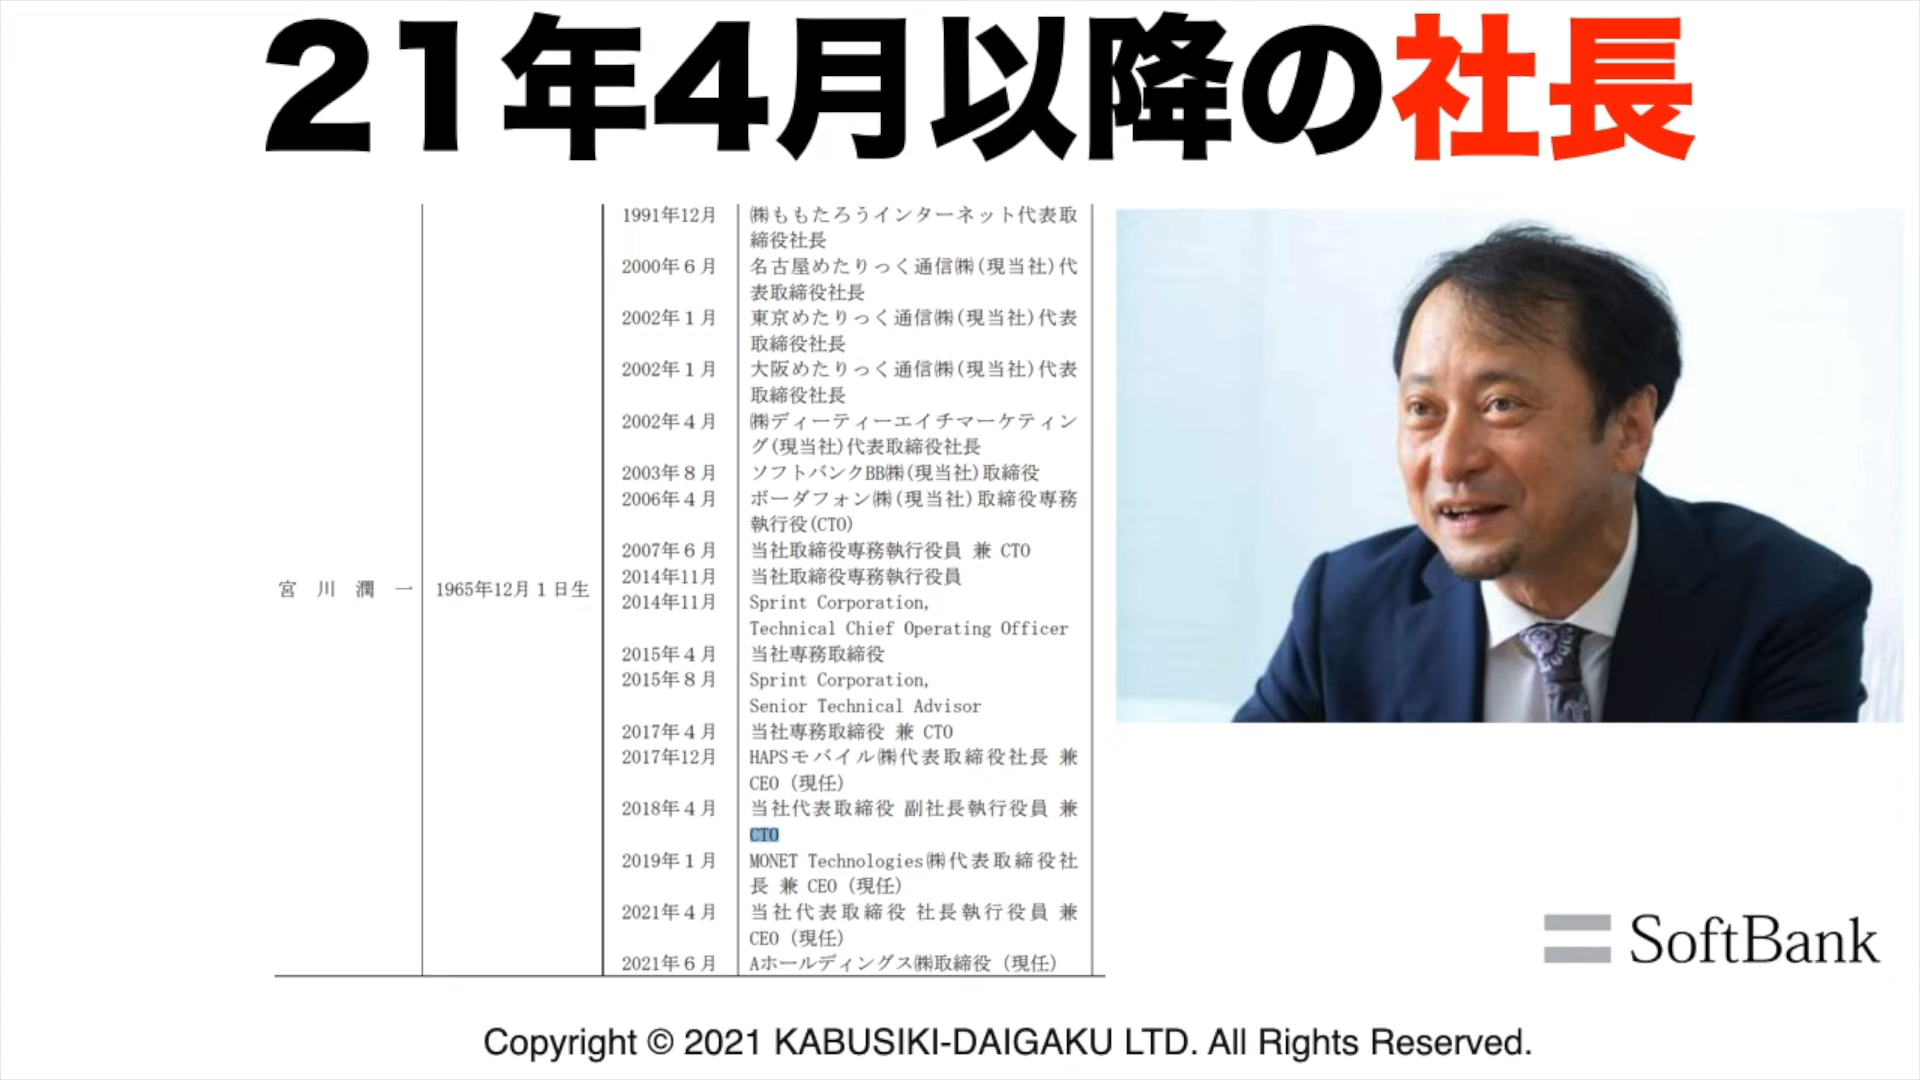 21年4月以降の社長
1991年12月 ㈱ももたろうインターネット代表取
締役社長
2000年6月 名古屋めたりっく通信㈱(現当社)代
表取締役社長
2002年1月 東京めたりっく通信㈱(現当社)代表
取締役社長
2002年1月 大阪めたりっく通信㈱(現当社)代表
取締役社長
2002年4月 ㈱ディーティーエイチマーケティン
グ(現当社)代表取締役社長
2003年8月 ソフトバンクBB㈱(現当社)取締役
2006年4月 ボーダフォン㈱(現当社)取締役専務
執行役(CTO)
2007年6月 当社取締役専務執行役員 兼 CTO
2014年11月 当社取締役専務執行役員
宮 川 潤 一 1965年12月1日生
2014年11月 Sprint Corporation,
Technical Chief Operating Officer
2015年4月 当社専務取締役
2015年8月 Sprint Corporation,
Senior Technical Advisor
2017年4月 当社専務取締役 兼 CTO
2017年12月 HAPSモバイル㈱代表取締役社長 兼
CEO (現任)
2018年4月 当社代表取締役 副社長執行役員 兼
CTO
2019年1月 MONET Technologies㈱代表取締役社
長 兼 CEO (現任)
2021年4月 当社代表取締役 社長執行役員 兼
CEO (現任)
2021年6月 Aホールディングス㈱取締役 (現任)
SoftBank
Copyright © 2021 KABUSIKI-DAIGAKU LTD. All Rights Reserved.